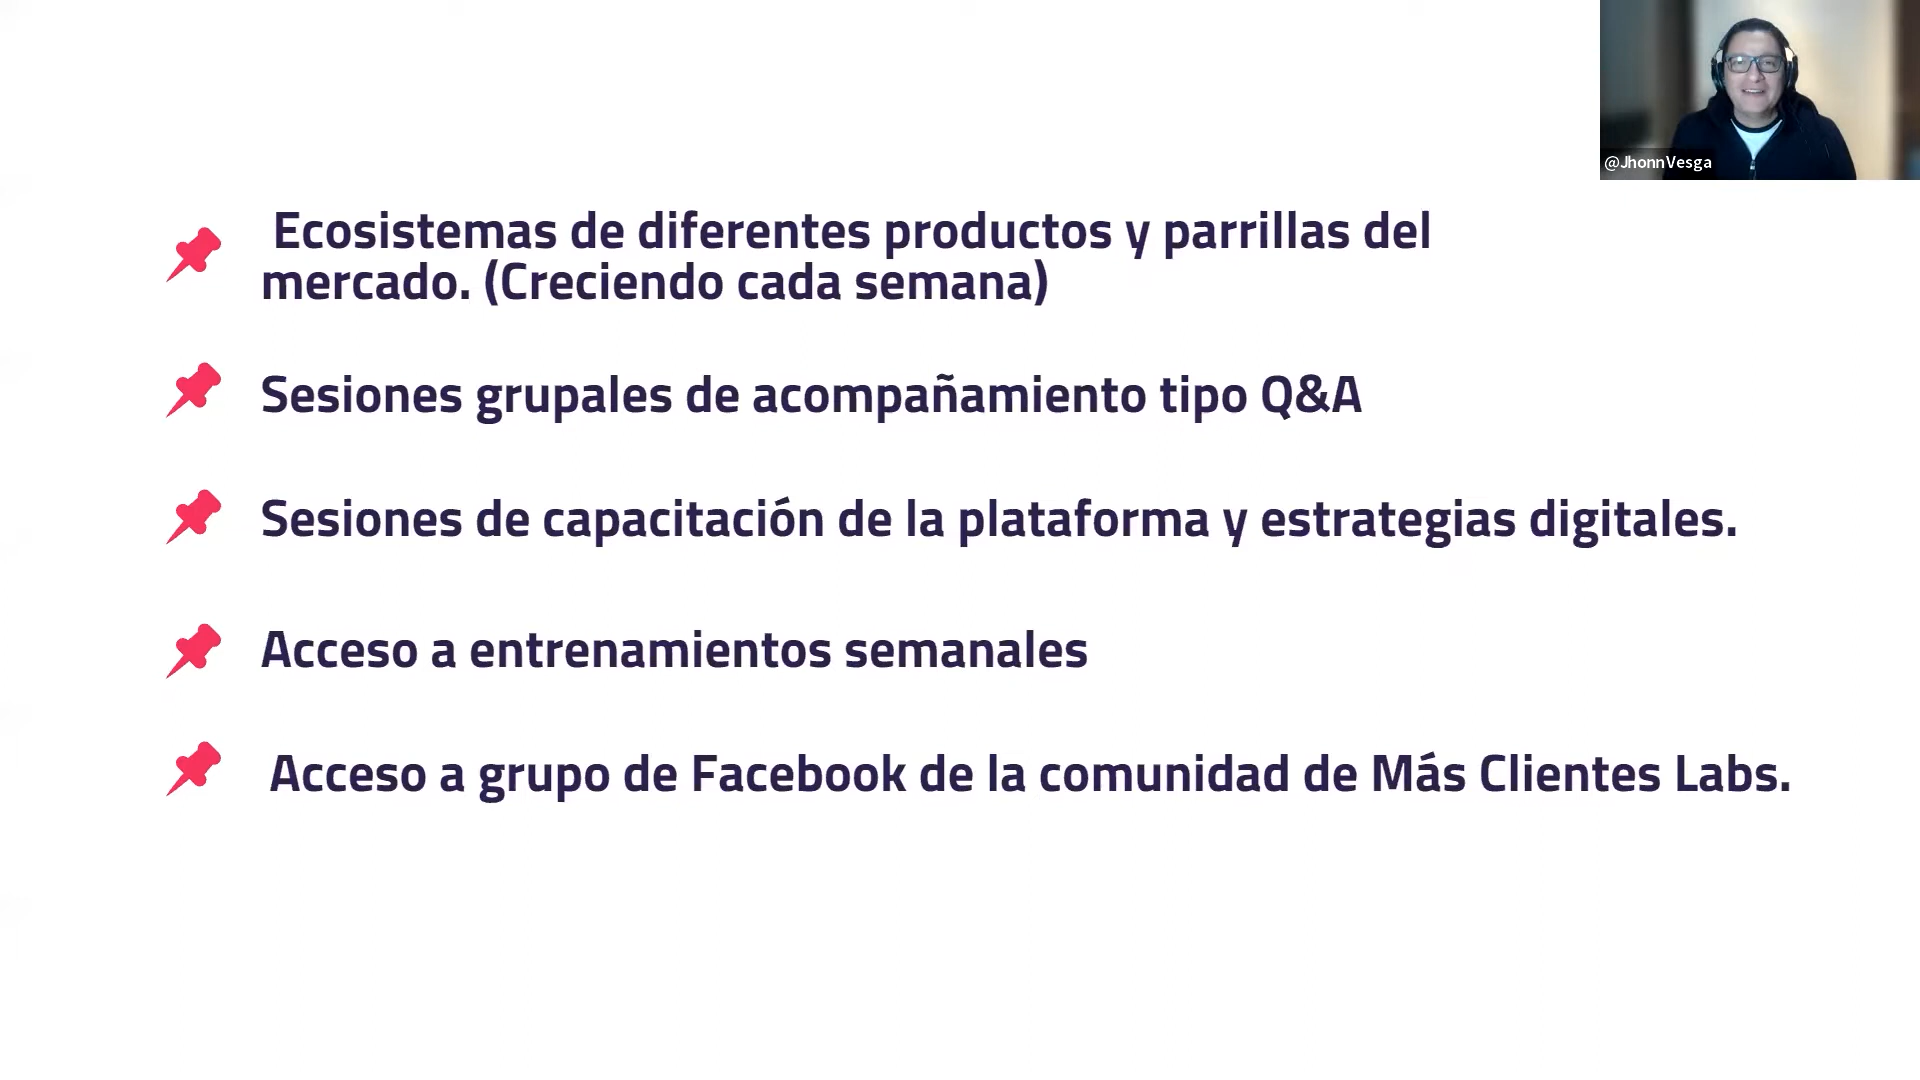 @JhonnVesga
Ecosistemas de diferentes productos y parrillas del
mercado. (Creciendo cada semana)
Sesiones grupales de acompañamiento tipo Q&A
Sesiones de capacitación de la plataforma y estrategias digitales.
Acceso a entrenamientos semanales
Acceso a grupo de Facebook de la comunidad de Más Clientes Labs.